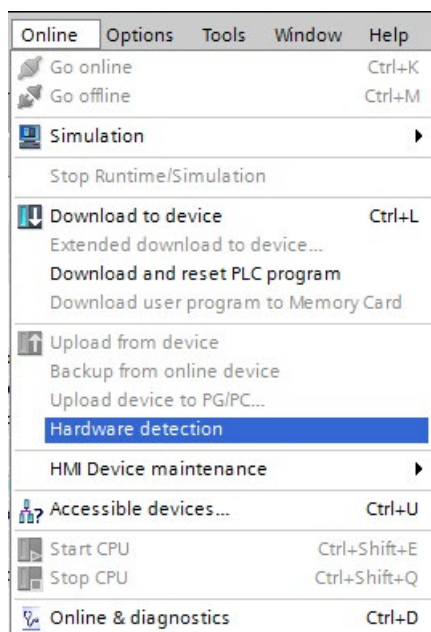 Online Options Tools Window Help
Go online Ctrl+K
Go offline Ctrl+M
Simulation
Stop Runtime/Simulation
Download to device Ctrl+L
Extended download to device...
Download and reset PLC program
Download user program to Memory Card
Upload from device
Backup from online device
Upload device to PG/PC...
Hardware detection
HMI Device maintenance
Accessible devices... Ctrl+U
Start CPU Ctrl+Shift+E
Stop CPU Ctrl+Shift+Q
Online & diagnostics Ctrl+D